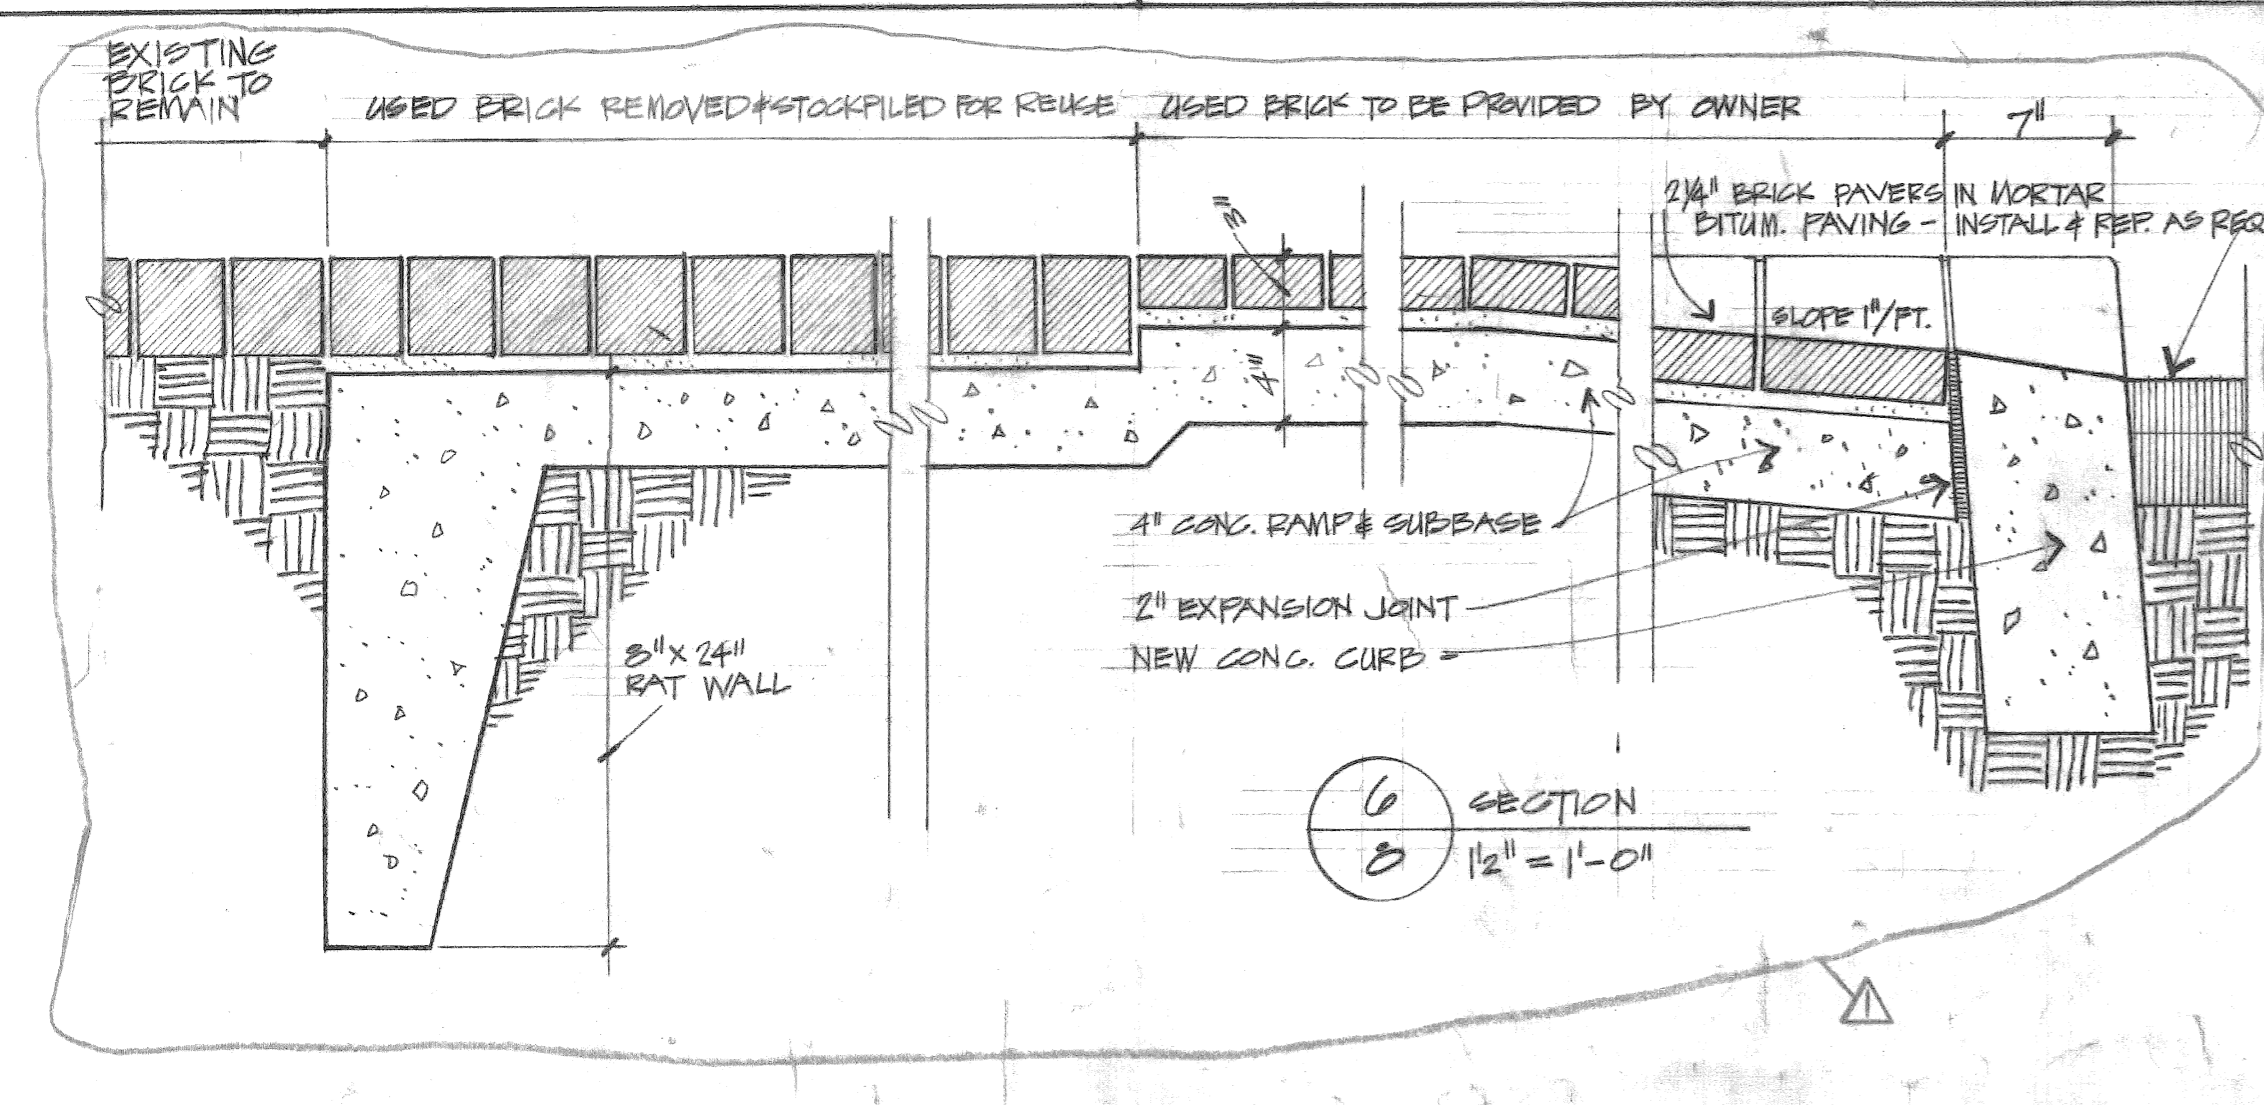 EXISTING
BRICK TO
REMAIN
USED BRICK REMOVED & STOCKPILED FOR REUSE
USED BRICK TO BE PROVIDED BY OWNER
7"
2 1/4" BRICK PAVERS IN MORTAR
BITUM. PAVING - INSTALL & REP. AS REQ
3"
SLOPE 1"/FT.
4"
4" CONC. RAMP & SUBBASE
2" EXPANSION JOINT
NEW CONC. CURB
8" X 24"
RAT WALL
6
SECTION
8
1 1/2" = 1'-0"
1